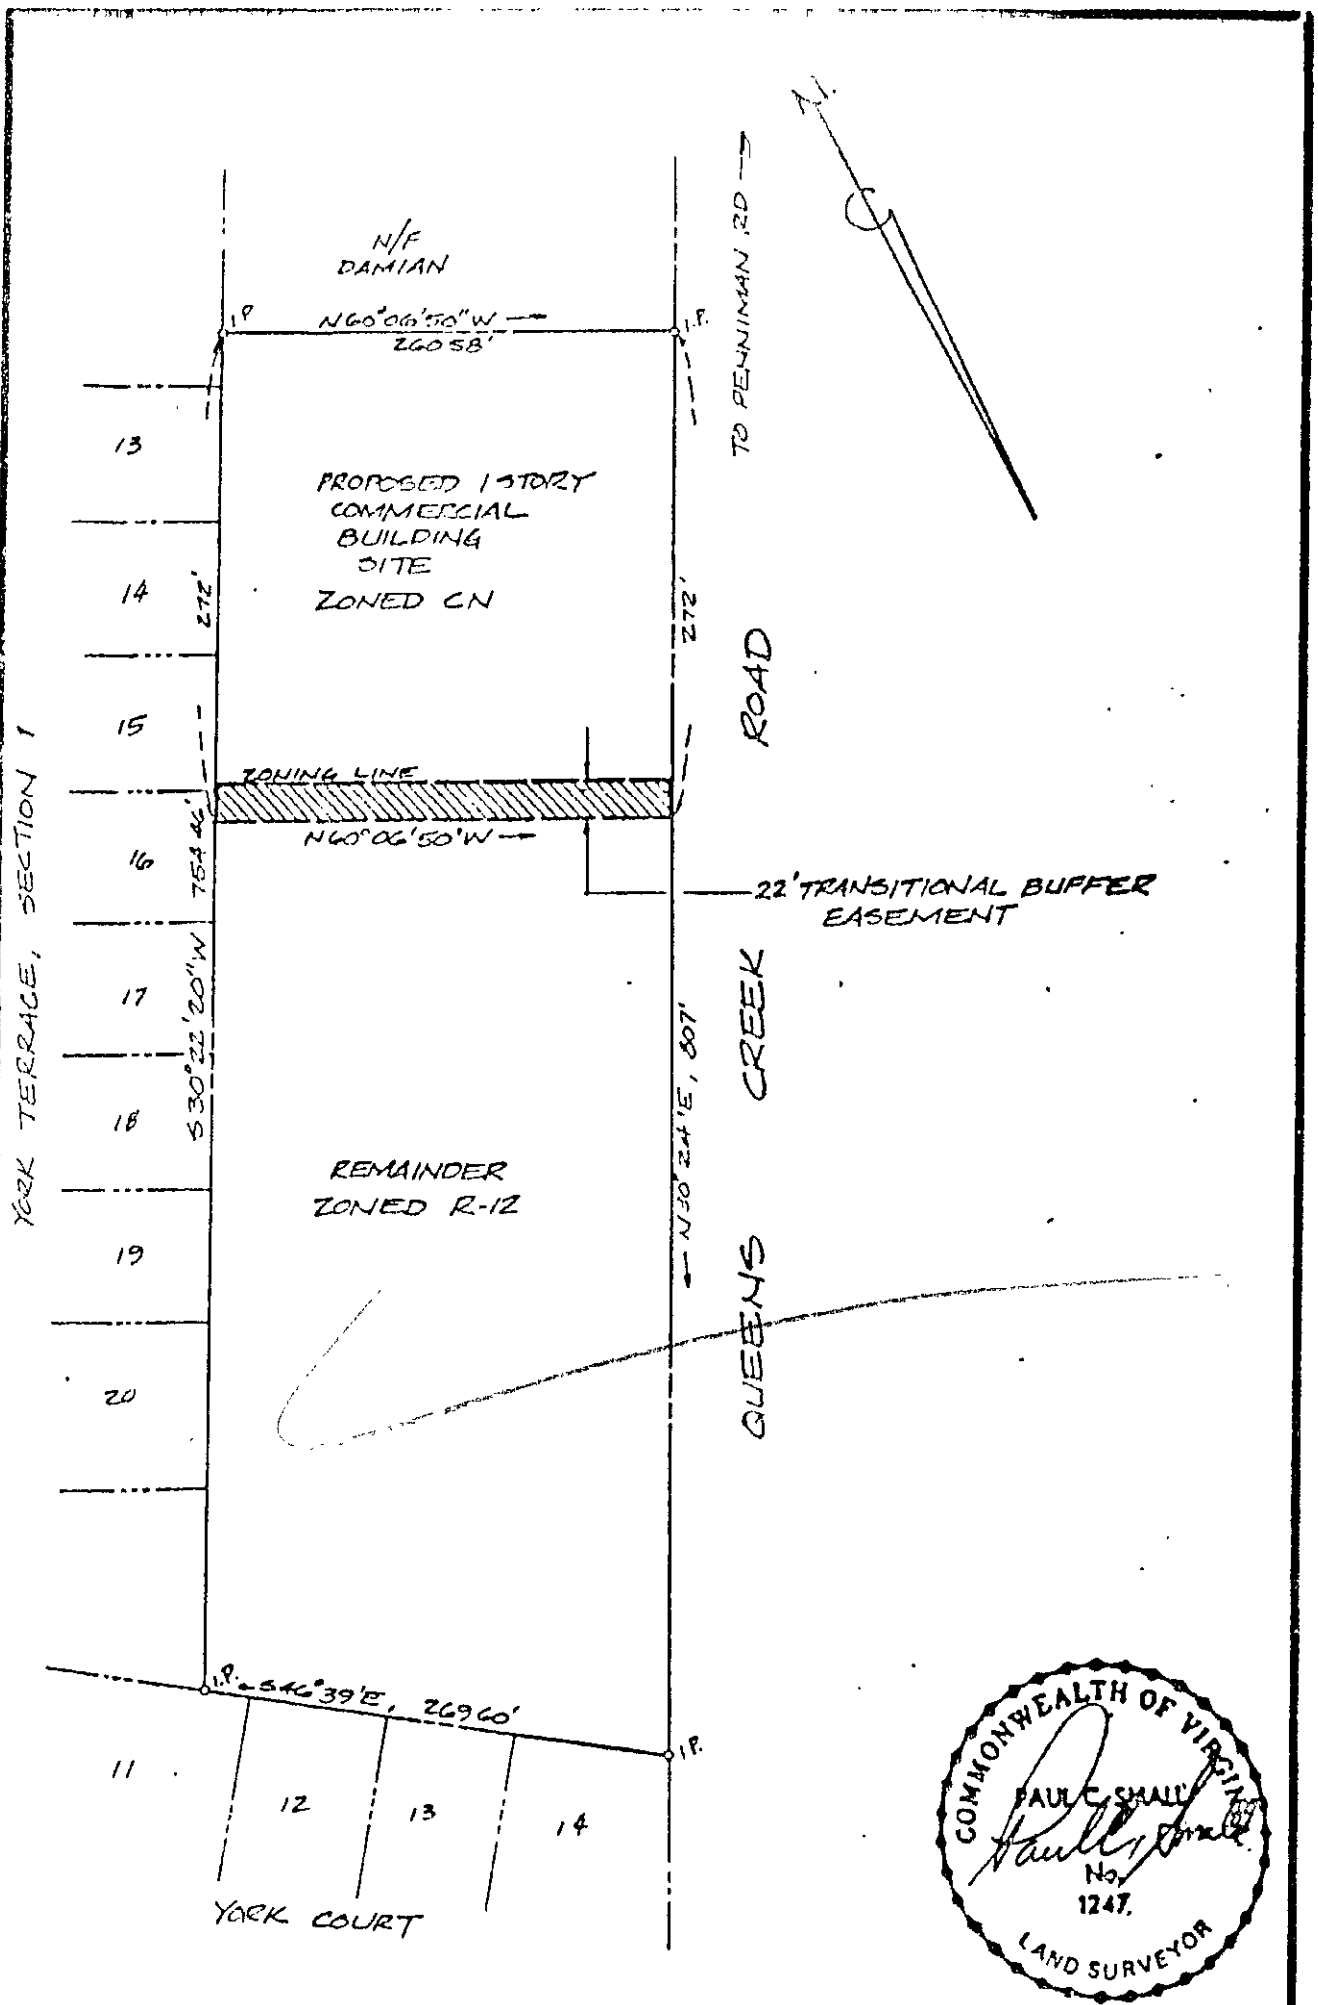 N.
TO PENNIMAN RD
N/F
DAMIAN
I.P.
N60°06'50"W
260.58'
I.P.
13
14
15
16
17
18
19
20
YORK TERRACE, SECTION 1
PROPOSED 1 STORY
COMMERCIAL
BUILDING
SITE
ZONED CN
272'
272'
ZONING LINE
N60°06'50"W
22' TRANSITIONAL BUFFER
EASEMENT
S30°22'20"W 754.46'
N30°24'E, 807'
QUEENS CREEK ROAD
REMAINDER
ZONED R-12
I.P.
S46°39'E, 269.60'
I.P.
11
12
13
14
YORK COURT
COMMONWEALTH OF VIRGINIA
PAUL C. SMALL
Paul C. Small
No.
1247.
LAND SURVEYOR